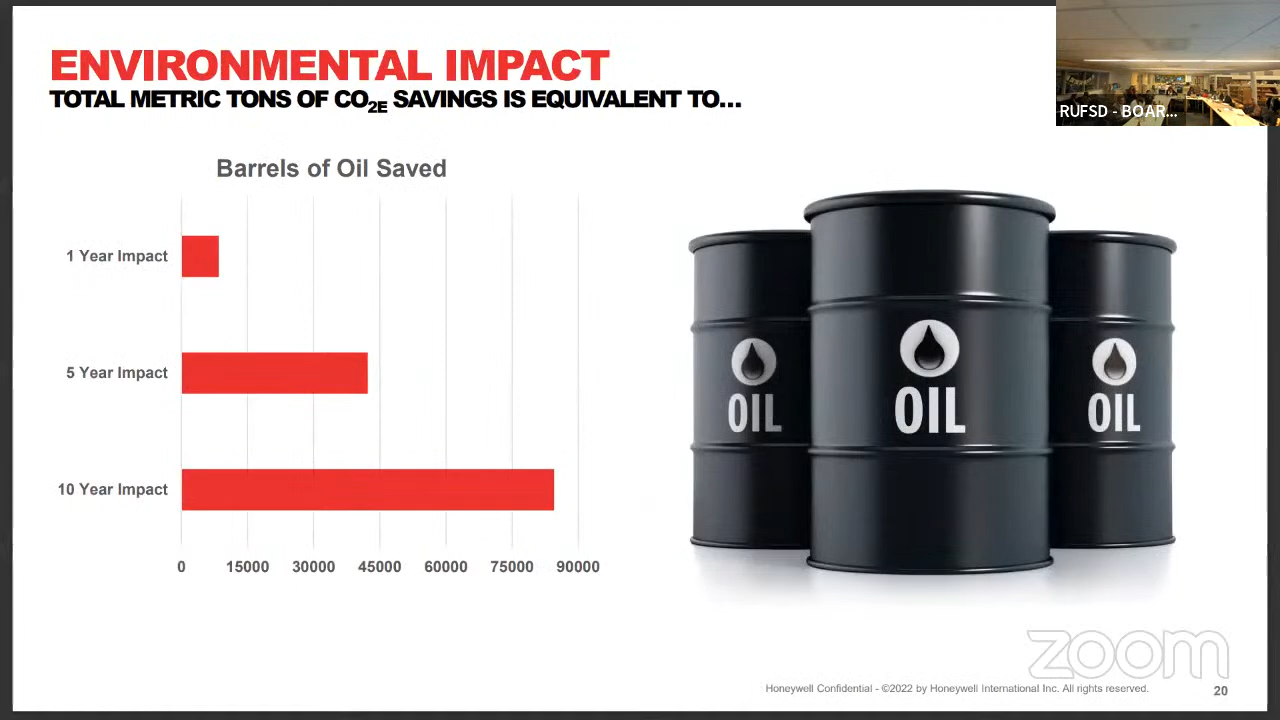 ENVIRONMENTAL IMPACT
TOTAL METRIC TONS OF CO2E SAVINGS IS EQUIVALENT TO...
RUFSD - BOAR...
Barrels of Oil Saved
1 Year Impact
5 Year Impact
10 Year Impact
0 15000 30000 45000 60000 75000 90000
OIL OIL OIL
zoom
Honeywell Confidential - ©2022 by Honeywell International Inc. All rights reserved. 20